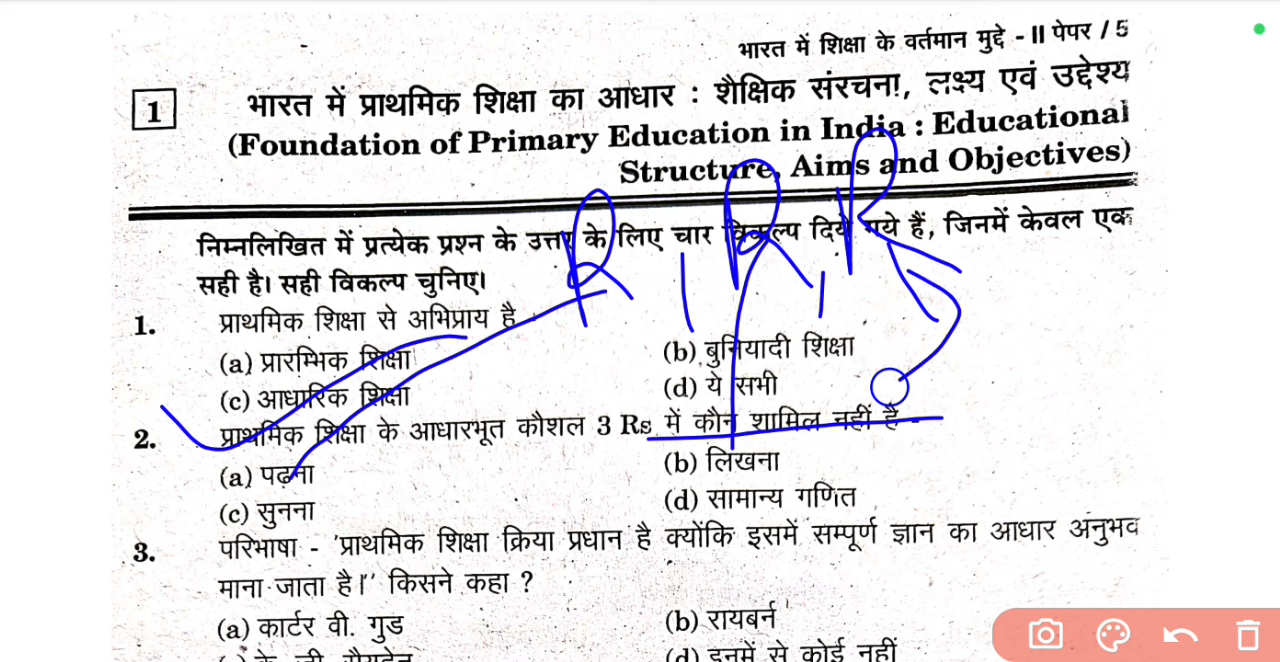 भारत में शिक्षा के वर्तमान मुद्दे - II पेपर / 5
1 भारत में प्राथमिक शिक्षा का आधार : शैक्षिक संरचना, लक्ष्य एवं उद्देश्य
(Foundation of Primary Education in India : Educational
Structure, Aims and Objectives)
निम्नलिखित में प्रत्येक प्रश्न के उत्तर के लिए चार विकल्प दिये गये हैं, जिनमें केवल एक
सही है। सही विकल्प चुनिए।
R, R, R
1. प्राथमिक शिक्षा से अभिप्राय है -
(a) प्रारम्भिक शिक्षा (b) बुनियादी शिक्षा
(c) आधारिक शिक्षा (d) ये सभी
2. प्राथमिक शिक्षा के आधारभूत कौशल 3 Rs में कौन शामिल नहीं है -
(a) पढ़ना (b) लिखना
(c) सुनना (d) सामान्य गणित
3. परिभाषा - 'प्राथमिक शिक्षा क्रिया प्रधान है क्योंकि इसमें सम्पूर्ण ज्ञान का आधार अनुभव
माना जाता है।'' किसने कहा ?
(a) कार्टर वी. गुड (b) रायबर्न
(d) इनमें से कोई नहीं